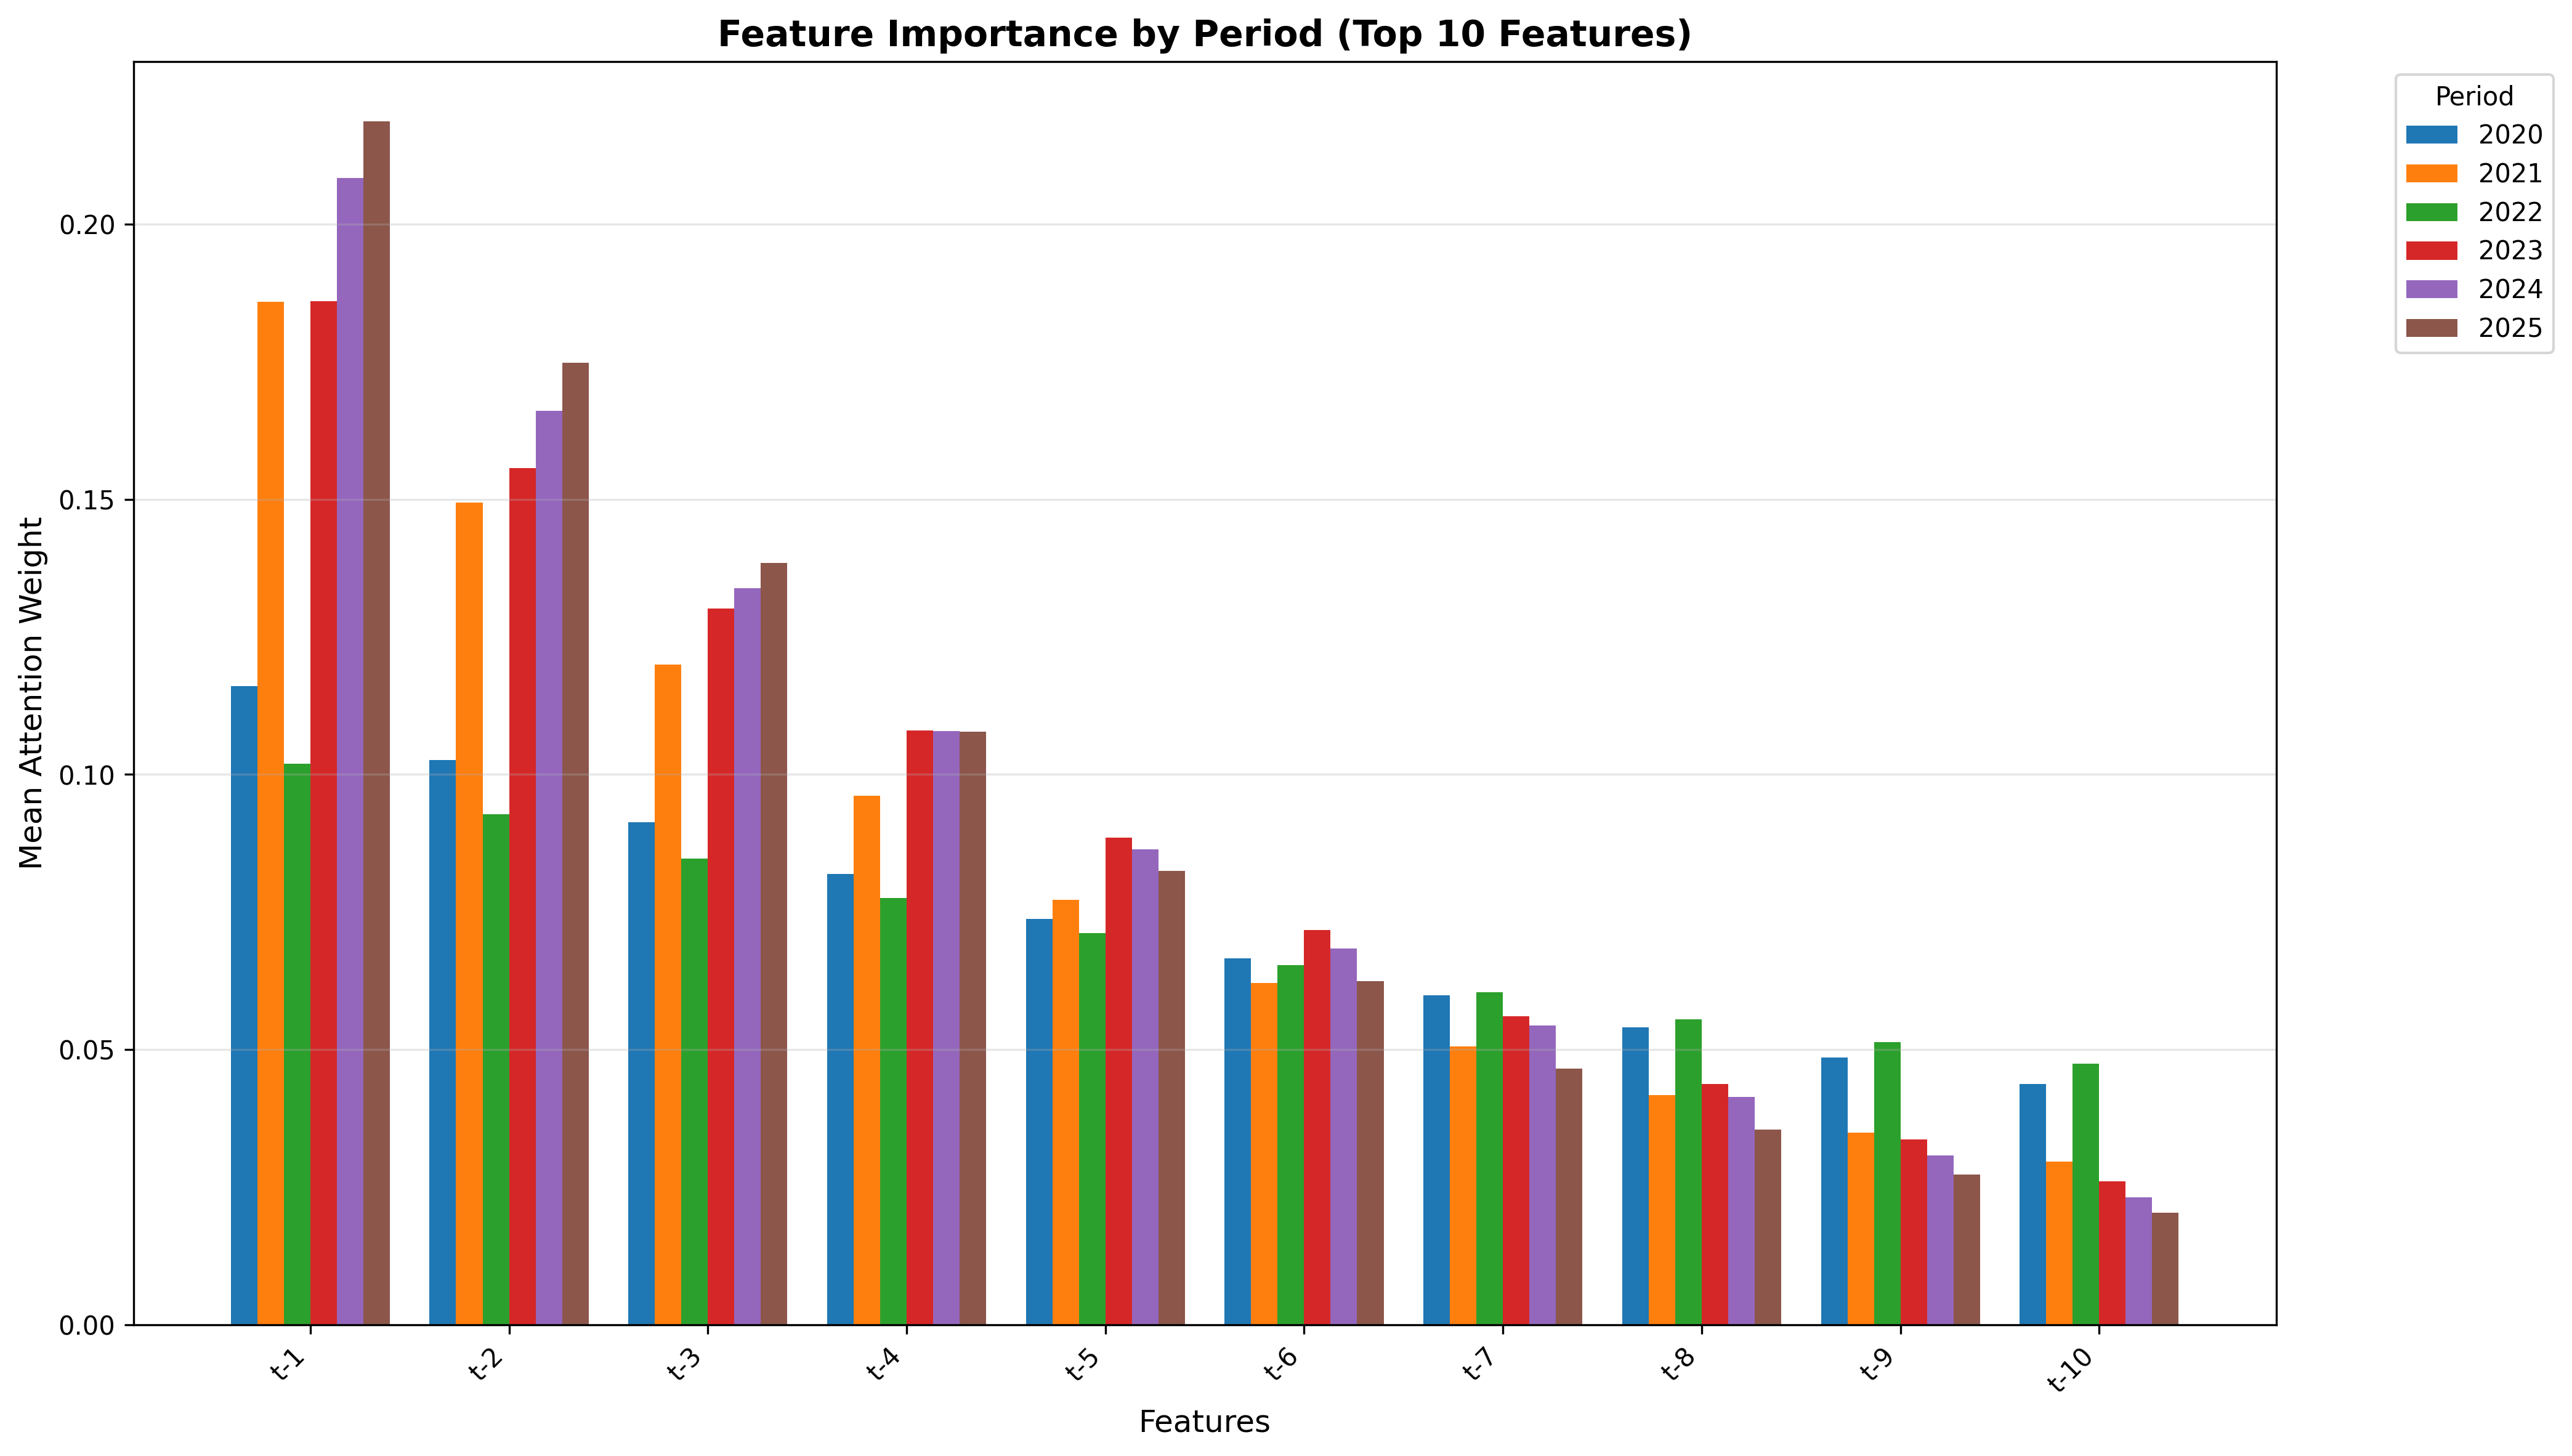 Feature Importance by Period (Top 10 Features)
Period
2020
2021
2022
2023
2024
2025
Mean Attention Weight
0.20
0.15
0.10
0.05
0.00
t-1
t-2
t-3
t-4
t-5
t-6
t-7
t-8
t-9
t-10
Features